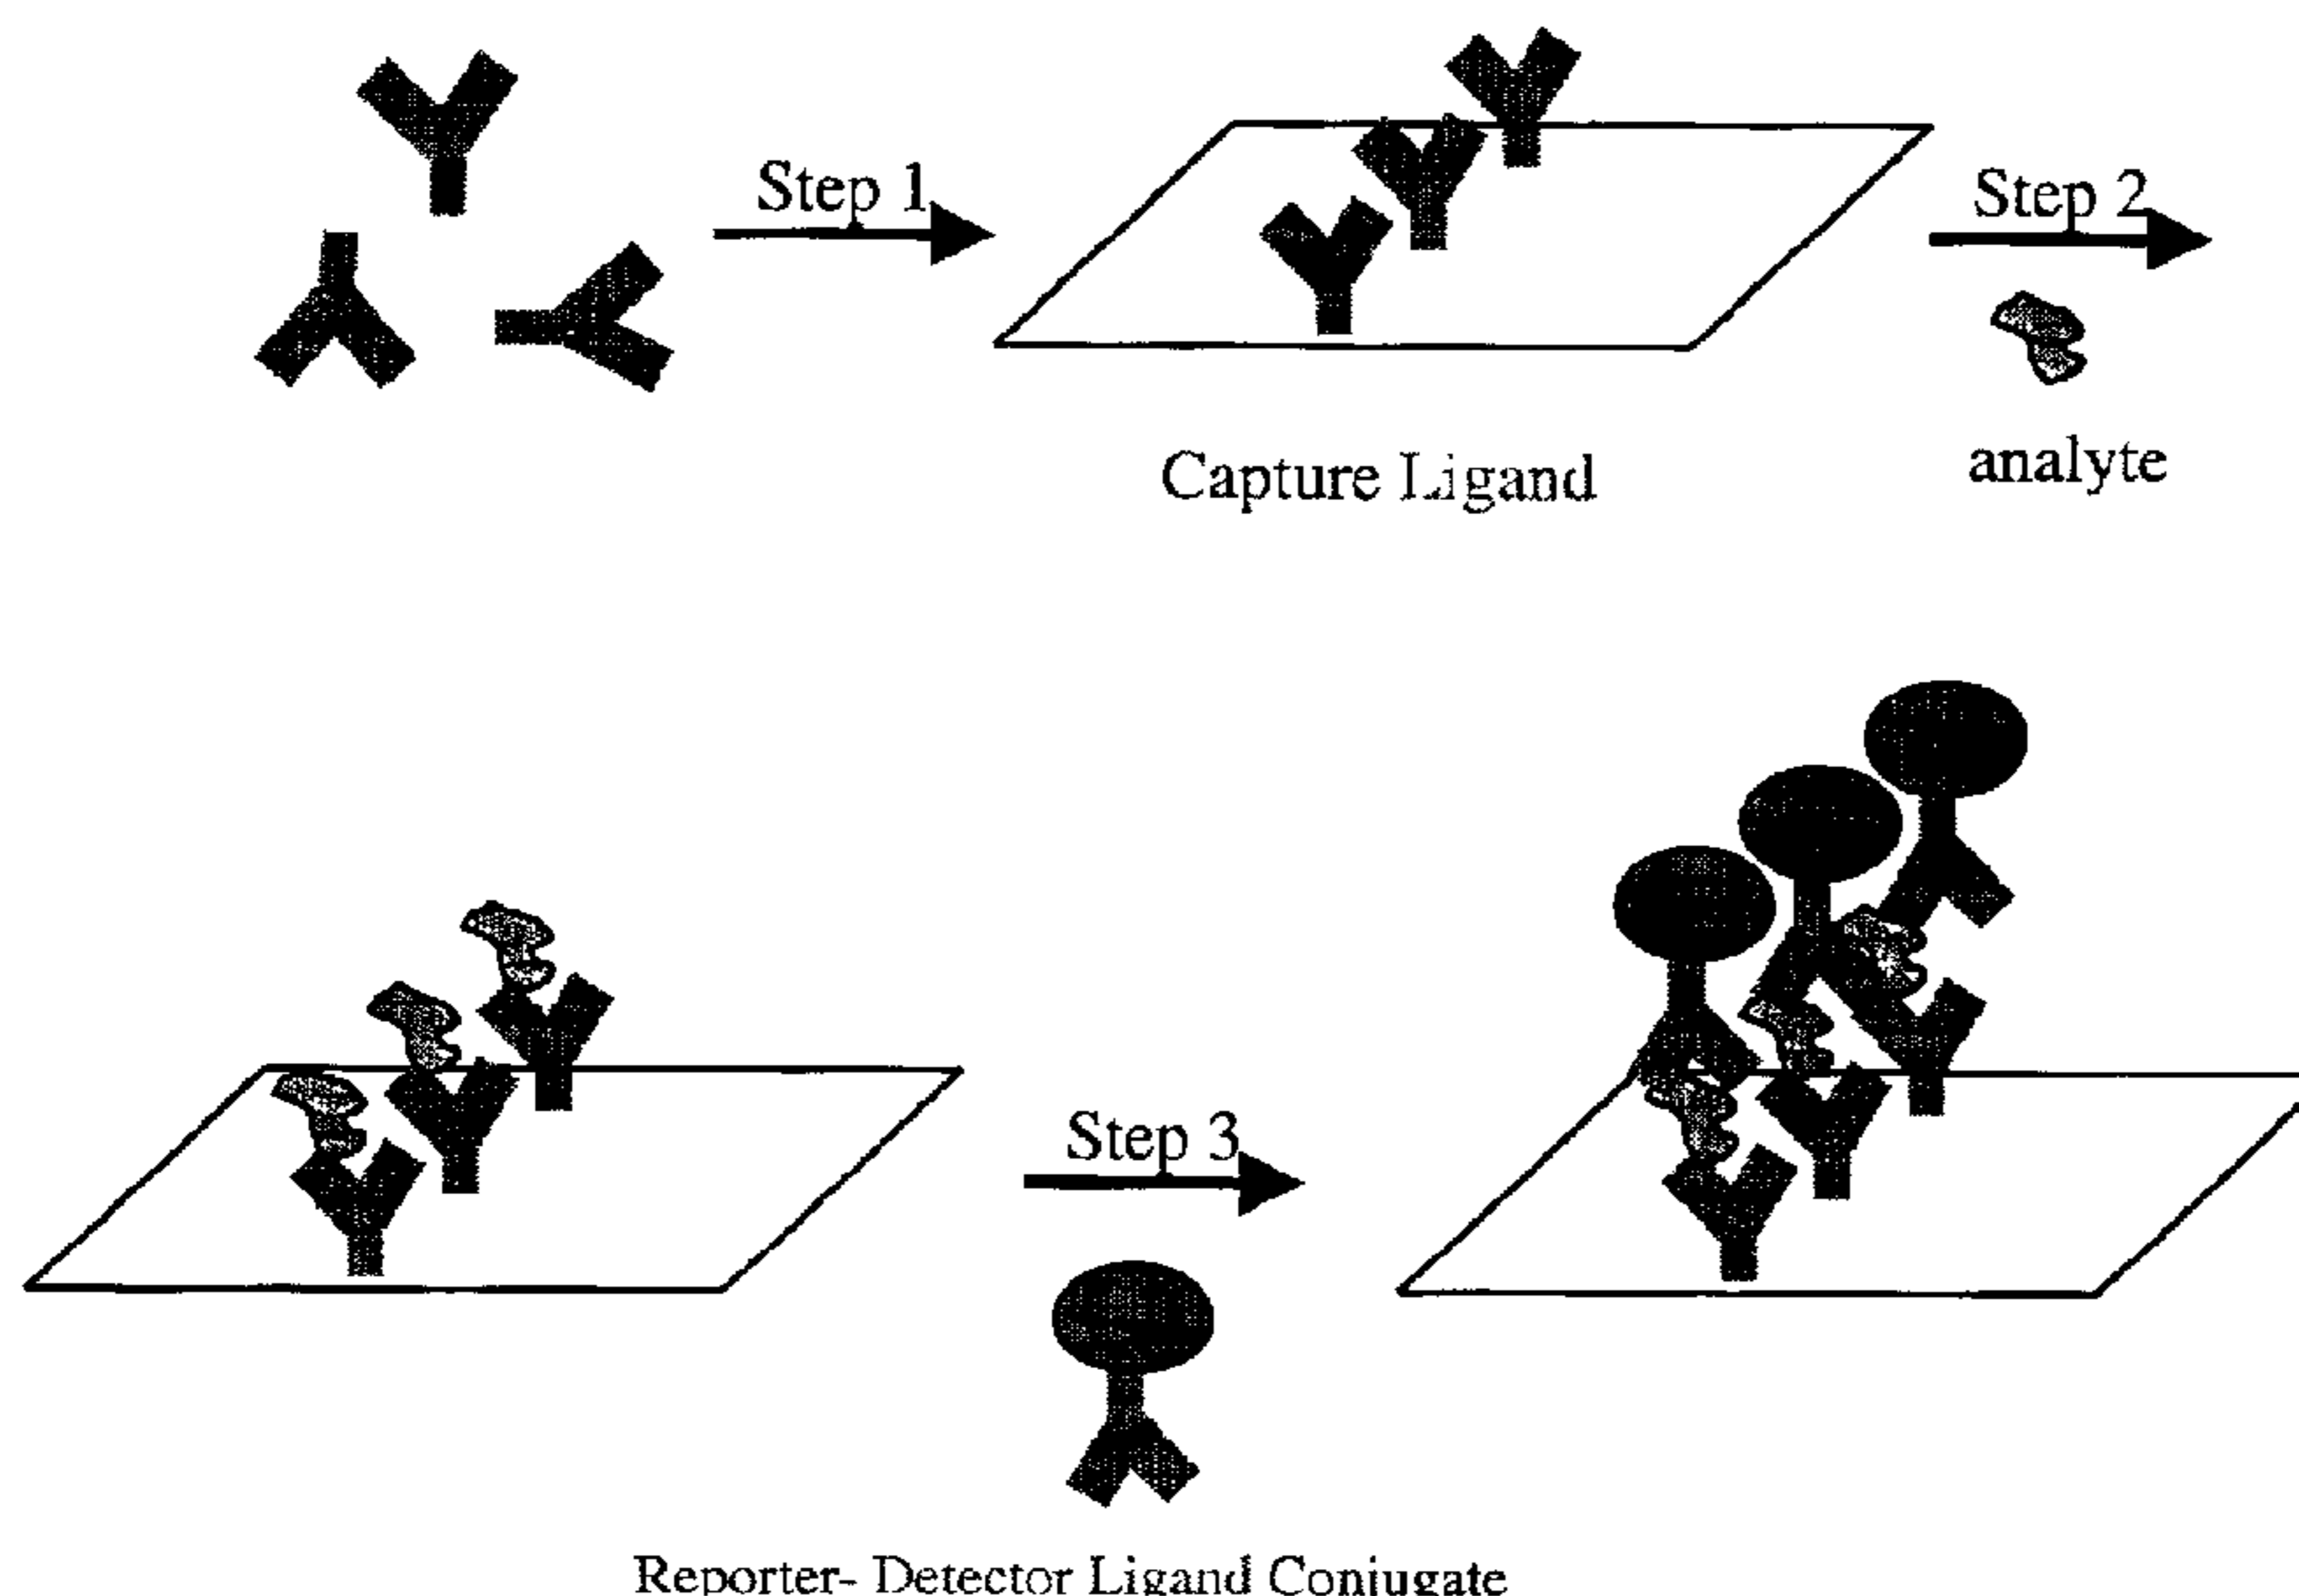 Step 1
Step 2
Capture Ligand
analyte
Step 3
Reporter- Detector Ligand Conjugate